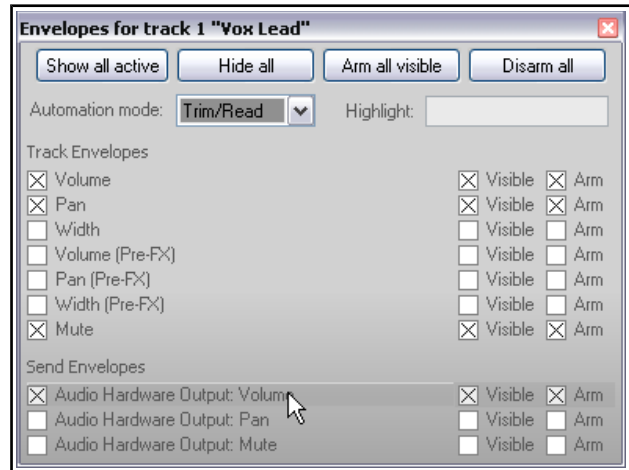 Envelopes for track 1 "Vox Lead"
Show all active Hide all Arm all visible Disarm all
Automation mode: Trim/Read Highlight:
Track Envelopes
Volume Visible Arm
Pan Visible Arm
Width Visible Arm
Volume (Pre-FX) Visible Arm
Pan (Pre-FX) Visible Arm
Width (Pre-FX) Visible Arm
Mute Visible Arm
Send Envelopes
Audio Hardware Output: Volume Visible Arm
Audio Hardware Output: Pan Visible Arm
Audio Hardware Output: Mute Visible Arm